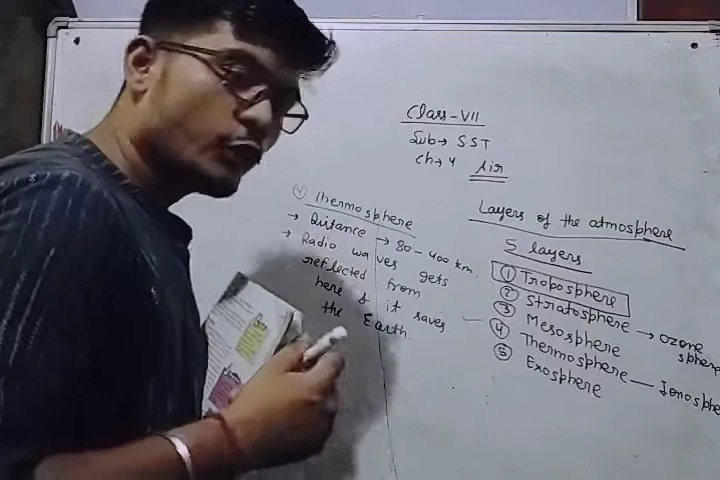 Class-VII
Sub→ SST
Ch→ 4 Air
④ Thermosphere
→ Distance → 80-400 km.
→ Radio waves gets
reflected from
here & it saves
the Earth.
Layers of the atmosphere
5 layers
① Troposphere
② Stratosphere → ozone
sphere
③ Mesosphere
④ Thermosphere — Ionosphe
⑤ Exosphere